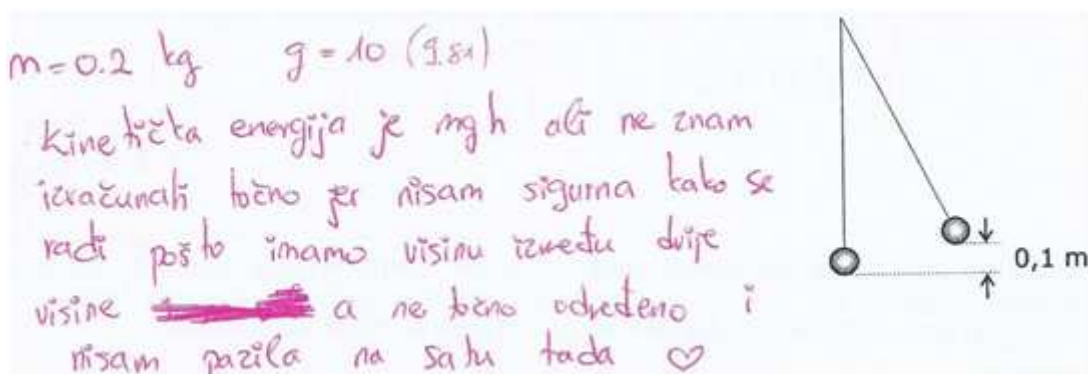 m = 0.2 kg g = 10 (9.81)
Kinetička energija je mgh ali ne znam
izračunati točno jer nisam sigurna kako se
radi pošto imamo visinu između dvije
visine a ne točno određeno i
nisam pazila na satu tada ♡
0,1 m